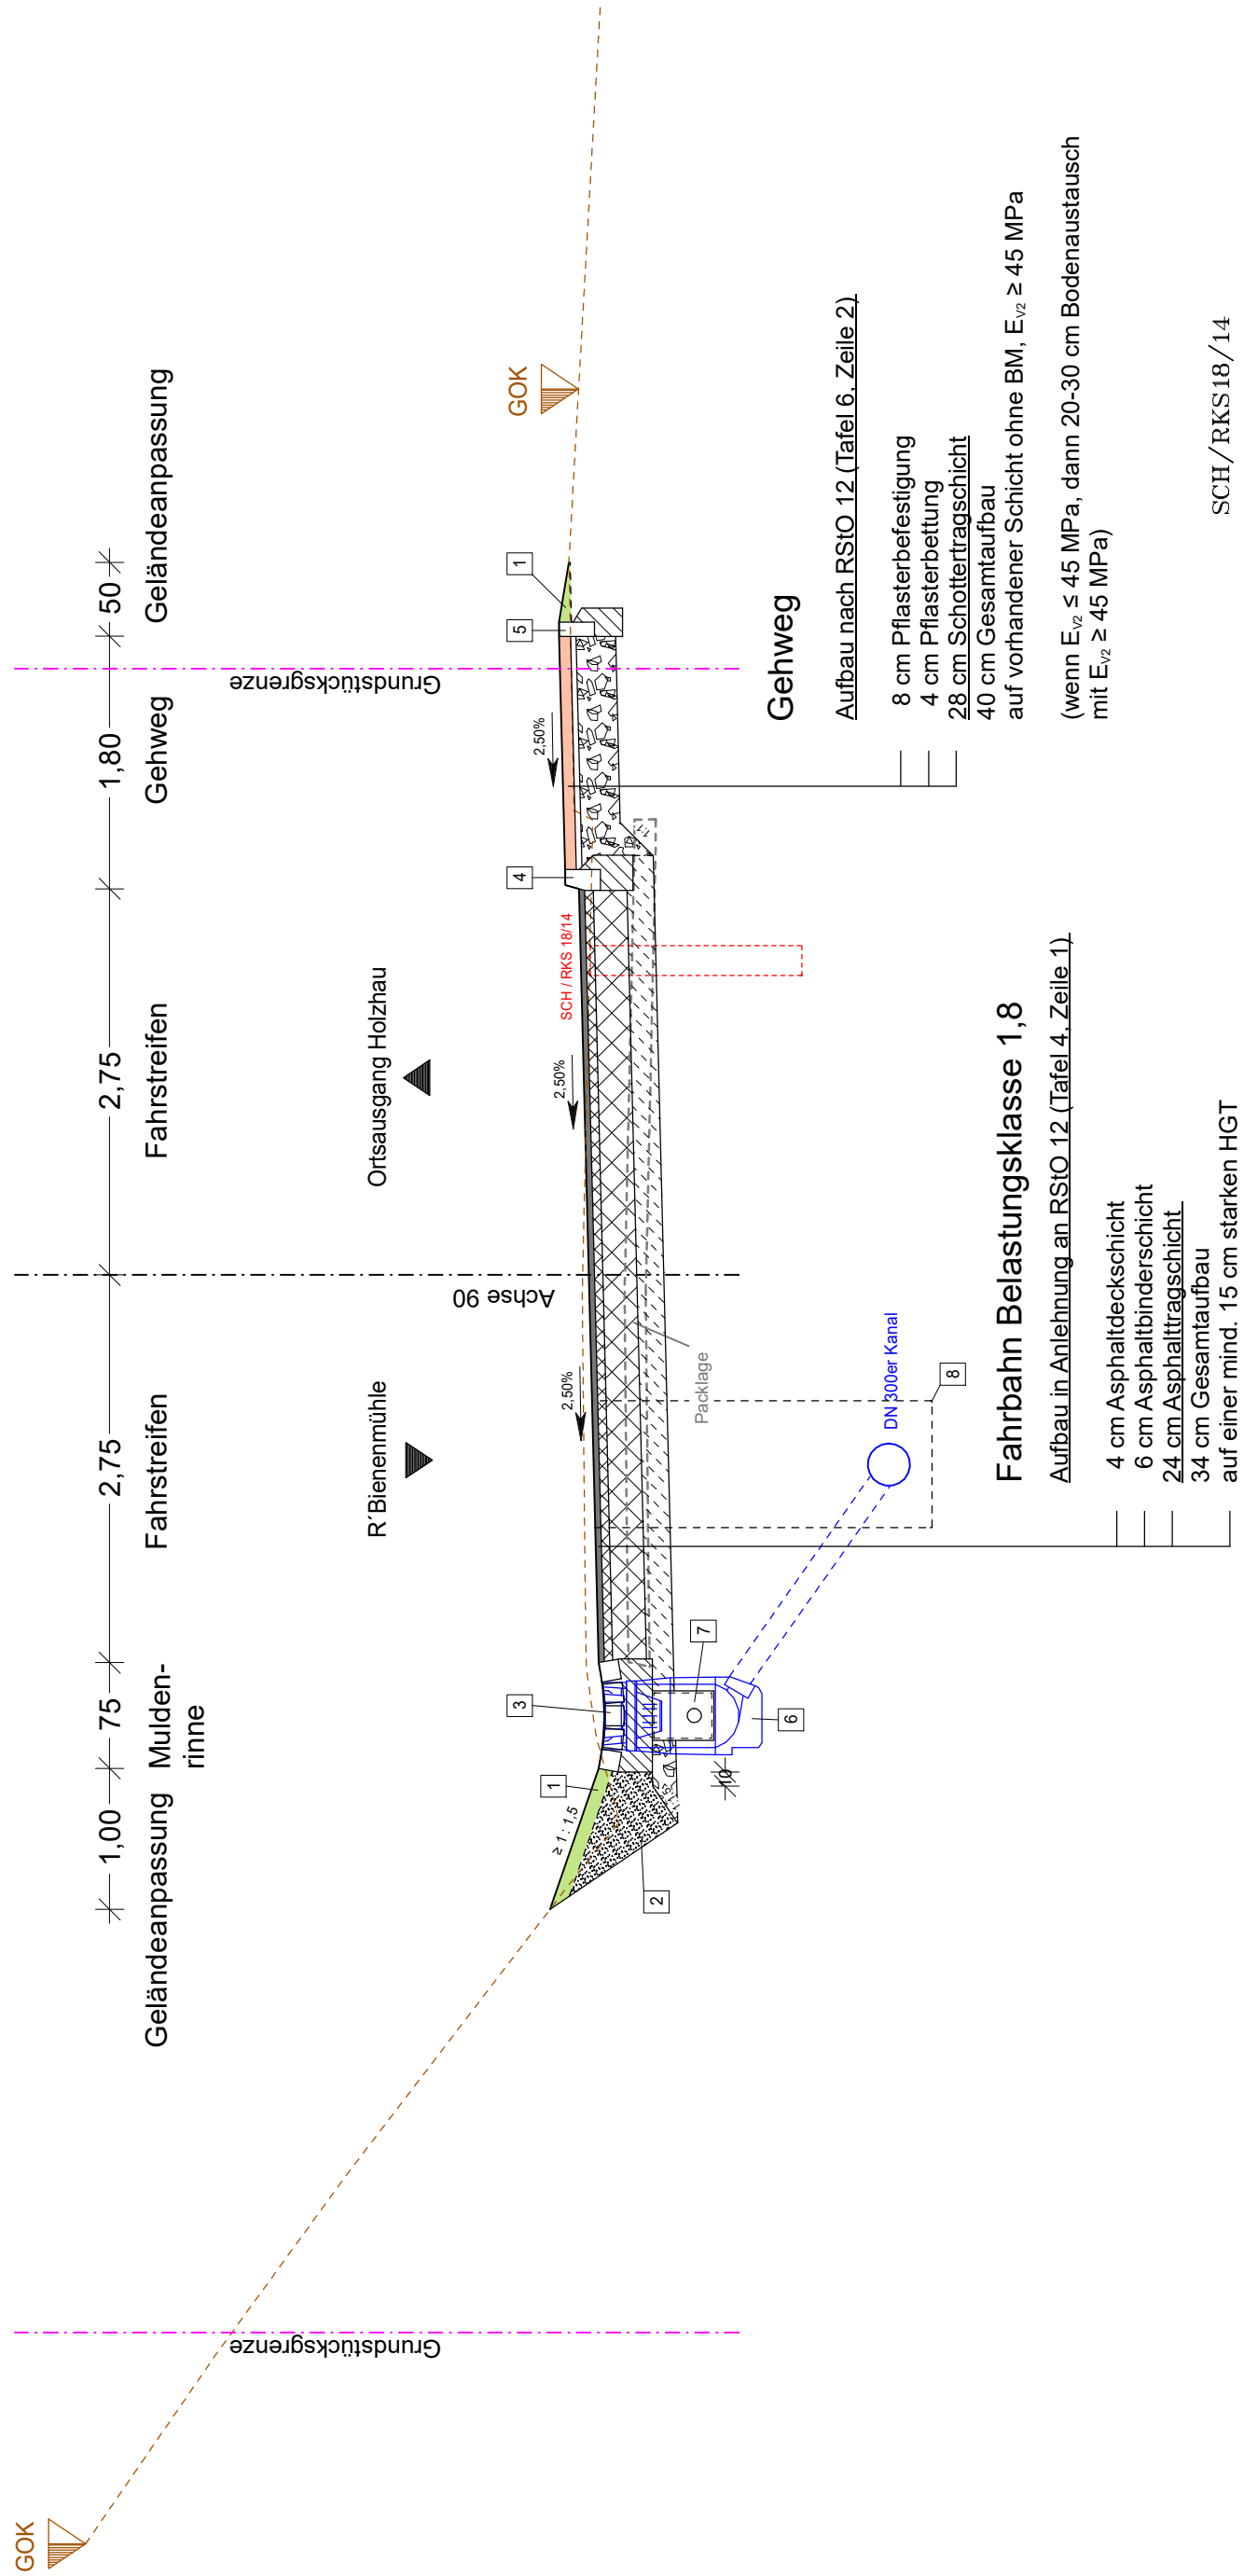 GOK
1,00
75
2,75
2,75
1,80
50
Geländeanpassung
Mulden-
rinne
Fahrstreifen
Fahrstreifen
Gehweg
Geländeanpassung
Grundstücksgrenze
R´Bienenmühle
Achse 90
Ortsausgang Holzhau
Grundstücksgrenze
GOK
≥ 1 : 1,5
1
3
2,50%
2,50%
SCH / RKS 18/14
4
2,50%
5
1
2
10
6
7
Packlage
DN 300er Kanal
8
Gehweg
Aufbau nach RStO 12 (Tafel 6, Zeile 2)
8 cm Pflasterbefestigung
4 cm Pflasterbettung
28 cm Schottertragschicht
40 cm Gesamtaufbau
auf vorhandener Schicht ohne BM, EV2 ≥ 45 MPa
(wenn EV2 ≤ 45 MPa, dann 20-30 cm Bodenaustausch
mit EV2 ≥ 45 MPa)
Fahrbahn Belastungsklasse 1,8
Aufbau in Anlehnung an RStO 12 (Tafel 4, Zeile 1)
4 cm Asphaltdeckschicht
6 cm Asphaltbinderschicht
24 cm Asphalttragschicht
34 cm Gesamtaufbau
auf einer mind. 15 cm starken HGT
SCH/RKS18/14